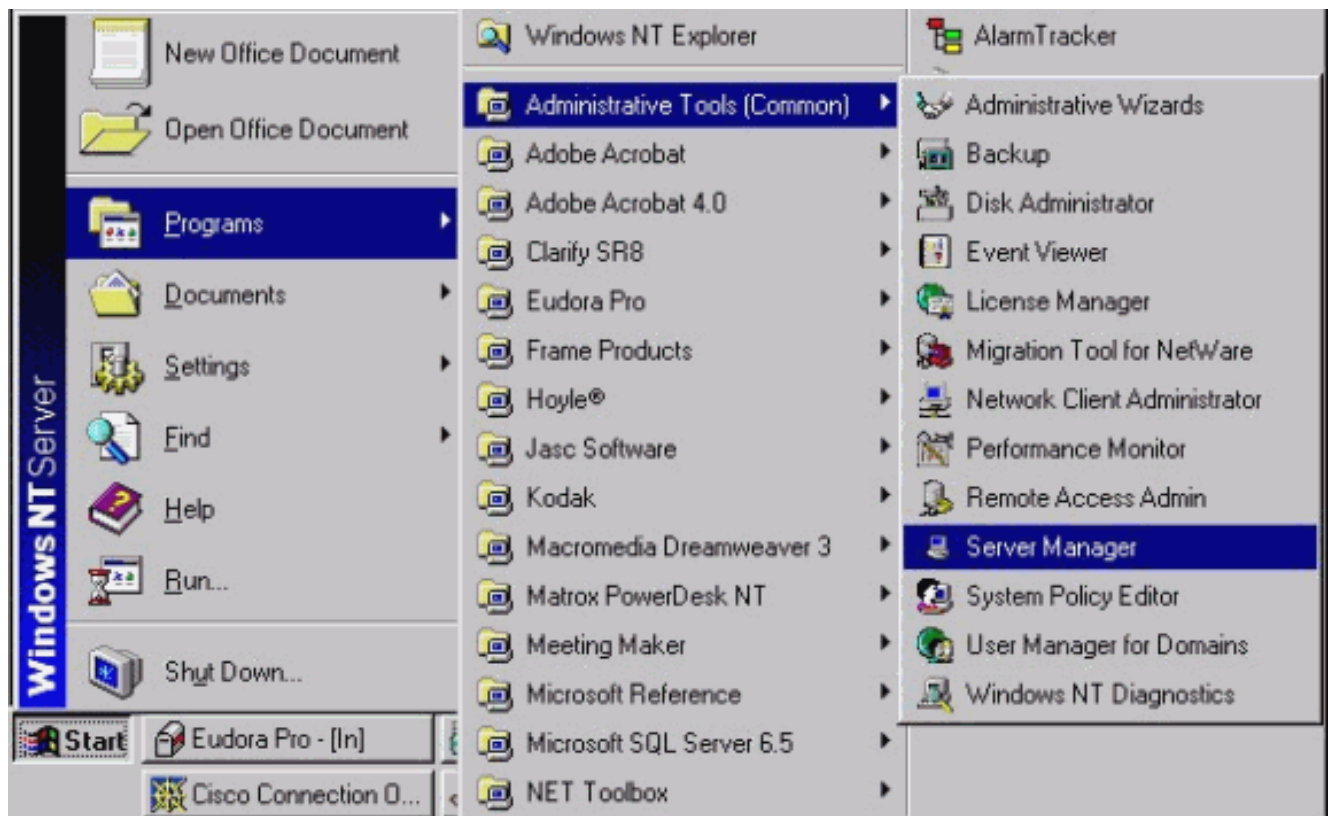 Windows NT Server
New Office Document
Open Office Document
Programs
Documents
Settings
Find
Help
Run...
Shut Down...
Start
Eudora Pro - [In]
Cisco Connection O...
Windows NT Explorer
Administrative Tools (Common)
Adobe Acrobat
Adobe Acrobat 4.0
Clarify SR8
Eudora Pro
Frame Products
Hoyle®
Jasc Software
Kodak
Macromedia Dreamweaver 3
Matrox PowerDesk NT
Meeting Maker
Microsoft Reference
Microsoft SQL Server 6.5
NET Toolbox
AlarmTracker
Administrative Wizards
Backup
Disk Administrator
Event Viewer
License Manager
Migration Tool for NetWare
Network Client Administrator
Performance Monitor
Remote Access Admin
Server Manager
System Policy Editor
User Manager for Domains
Windows NT Diagnostics